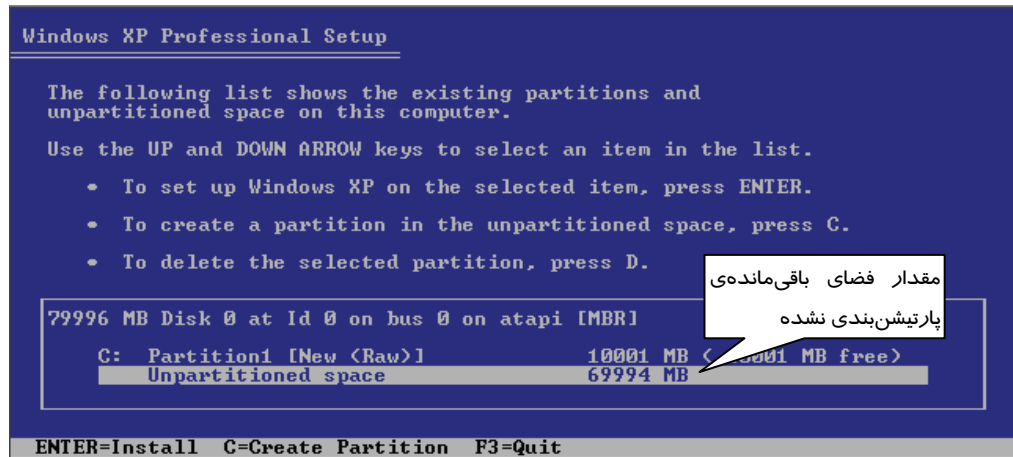 Windows XP Professional Setup
The following list shows the existing partitions and
unpartitioned space on this computer.
Use the UP and DOWN ARROW keys to select an item in the list.
• To set up Windows XP on the selected item, press ENTER.
• To create a partition in the unpartitioned space, press C.
• To delete the selected partition, press D.
مقدار فضای باقی‌مانده‌ی
پارتیشن‌بندی نشده
79996 MB Disk 0 at Id 0 on bus 0 on atapi [MBR]
C: Partition1 [New (Raw)] 10001 MB ( MB free)
Unpartitioned space 69994 MB
ENTER=Install C=Create Partition F3=Quit